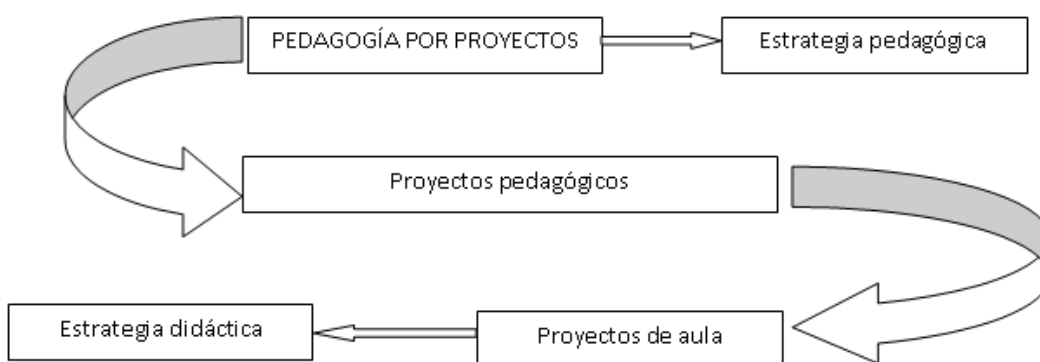 PEDAGOGÍA POR PROYECTOS
Estrategia pedagógica
Proyectos pedagógicos
Estrategia didáctica
Proyectos de aula